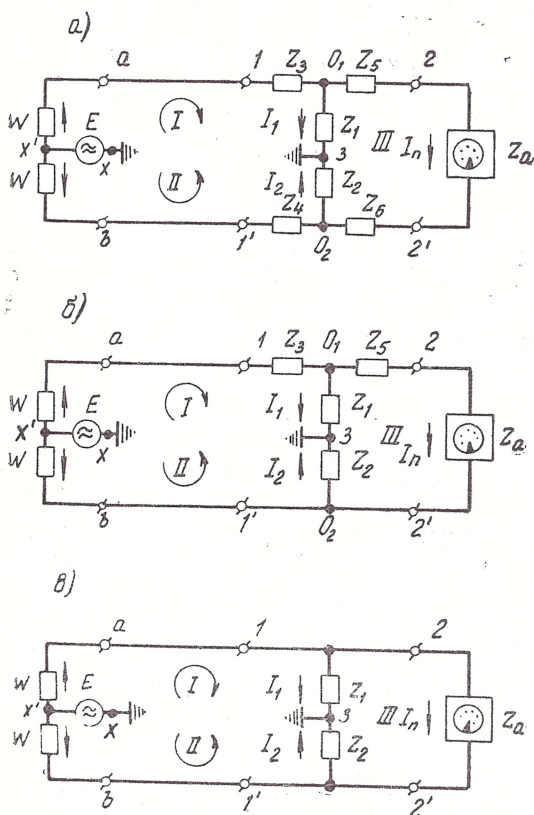 а)
a 1 Z3 O1 Z5 2
W E I I1 Z1 III In Za
X' X 3
W II I2 Z2
Z4 Z6
b 1' O2 2'
б)
a 1 Z3 O1 Z5 2
W E I I1 Z1 III In Za
X' X 3
W II I2 Z2
b 1' O2 2'
в)
a 1 2
W E I I1 Z1 III In Za
X' X 3
W II I2 Z2
b 1' 2'